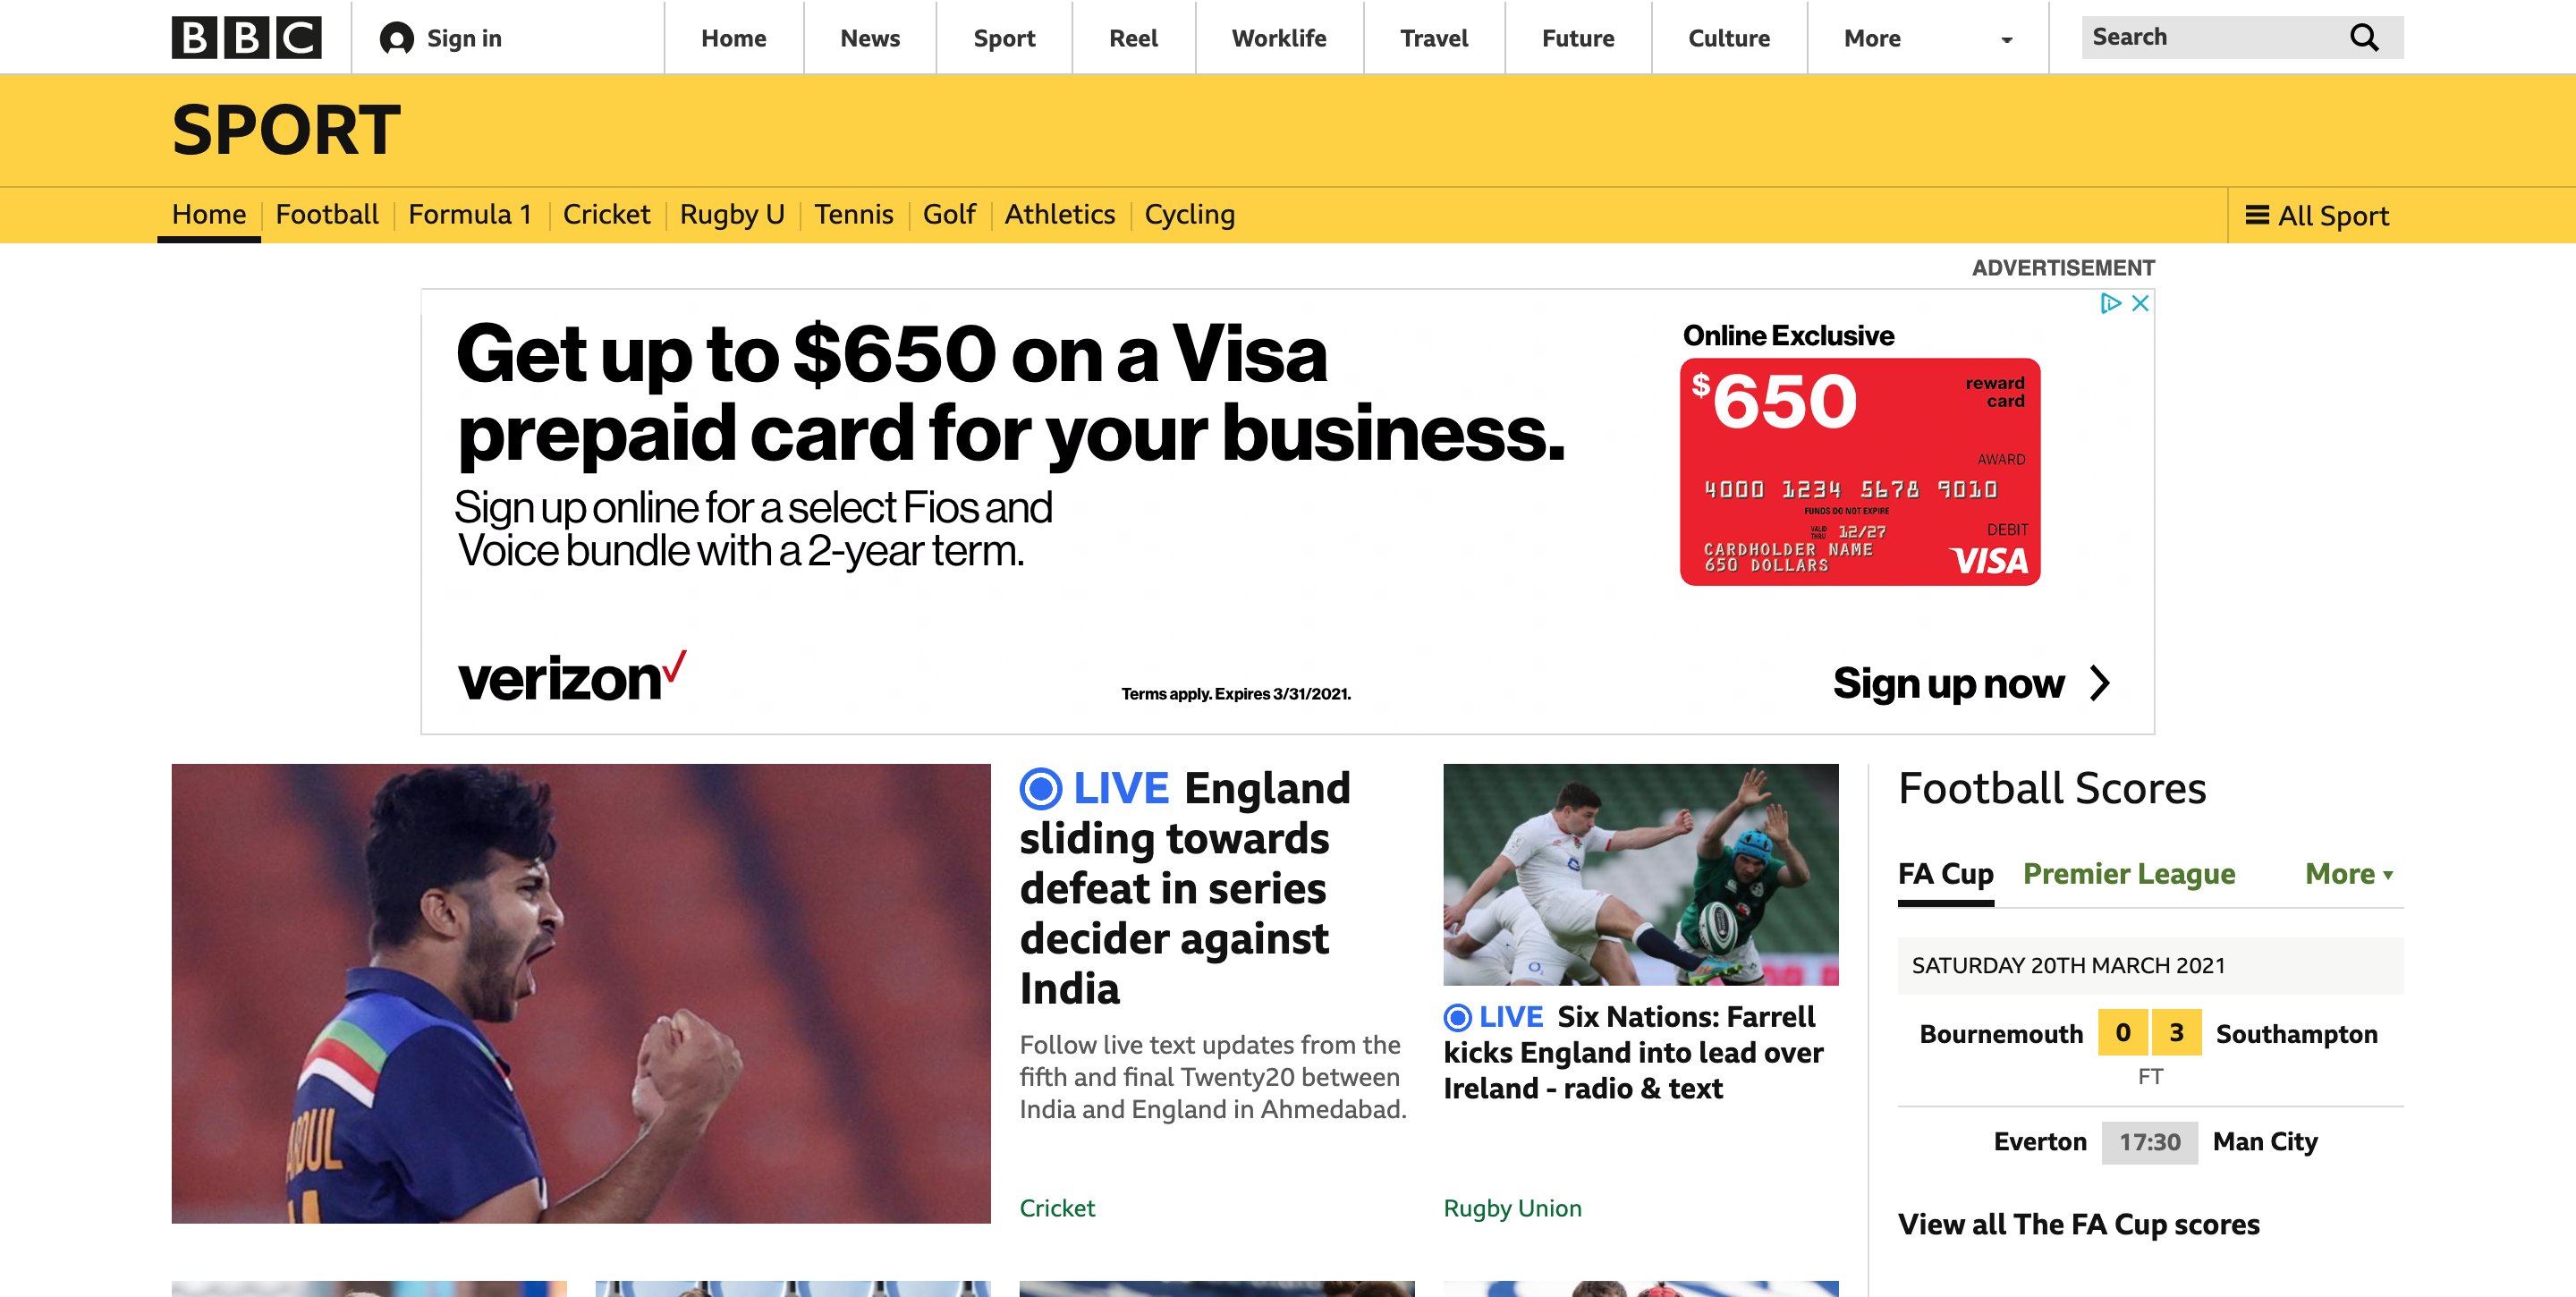 BBC
Sign in
Home
News
Sport
Reel
Worklife
Travel
Future
Culture
More
Search
SPORT
Home
Football
Formula 1
Cricket
Rugby U
Tennis
Golf
Athletics
Cycling
All Sport
ADVERTISEMENT
Get up to $650 on a Visa
prepaid card for your business.
Sign up online for a select Fios and
Voice bundle with a 2-year term.
verizon
Terms apply. Expires 3/31/2021.
Online Exclusive
$650
reward
card
AWARD
4000 1234 5678 9010
FUNDS DO NOT EXPIRE
VALID
THRU
12/27
DEBIT
CARDHOLDER NAME
650 DOLLARS
VISA
Sign up now
LIVE England
sliding towards
defeat in series
decider against
India
Follow live text updates from the
fifth and final Twenty20 between
India and England in Ahmedabad.
Cricket
O2
LIVE Six Nations: Farrell
kicks England into lead over
Ireland - radio & text
Rugby Union
Football Scores
FA Cup
Premier League
More
SATURDAY 20TH MARCH 2021
Bournemouth 0 3 Southampton
FT
Everton 17:30 Man City
View all The FA Cup scores